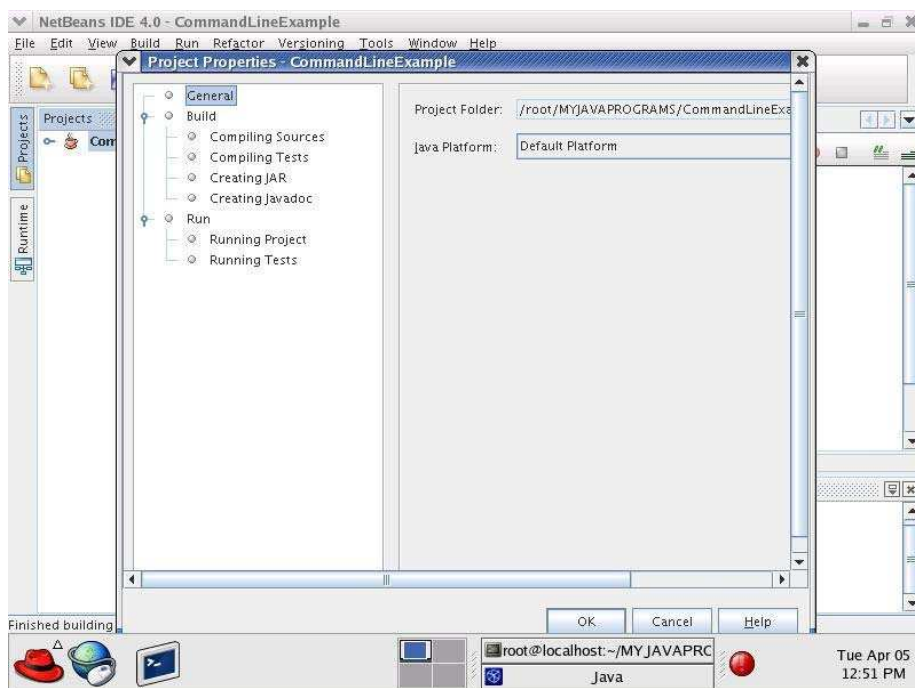 NetBeans IDE 4.0 - CommandLineExample
File Edit View Build Run Refactor Versioning Tools Window Help
Project Properties - CommandLineExample
Projects
Com
Projects
Runtime
General
Build
Compiling Sources
Compiling Tests
Creating JAR
Creating Javadoc
Run
Running Project
Running Tests
Project Folder: /root/MYJAVAPROGRAMS/CommandLineExa
Java Platform: Default Platform
OK Cancel Help
Finished building
root@localhost:~/MYJAVAPRC
Java
Tue Apr 05
12:51 PM